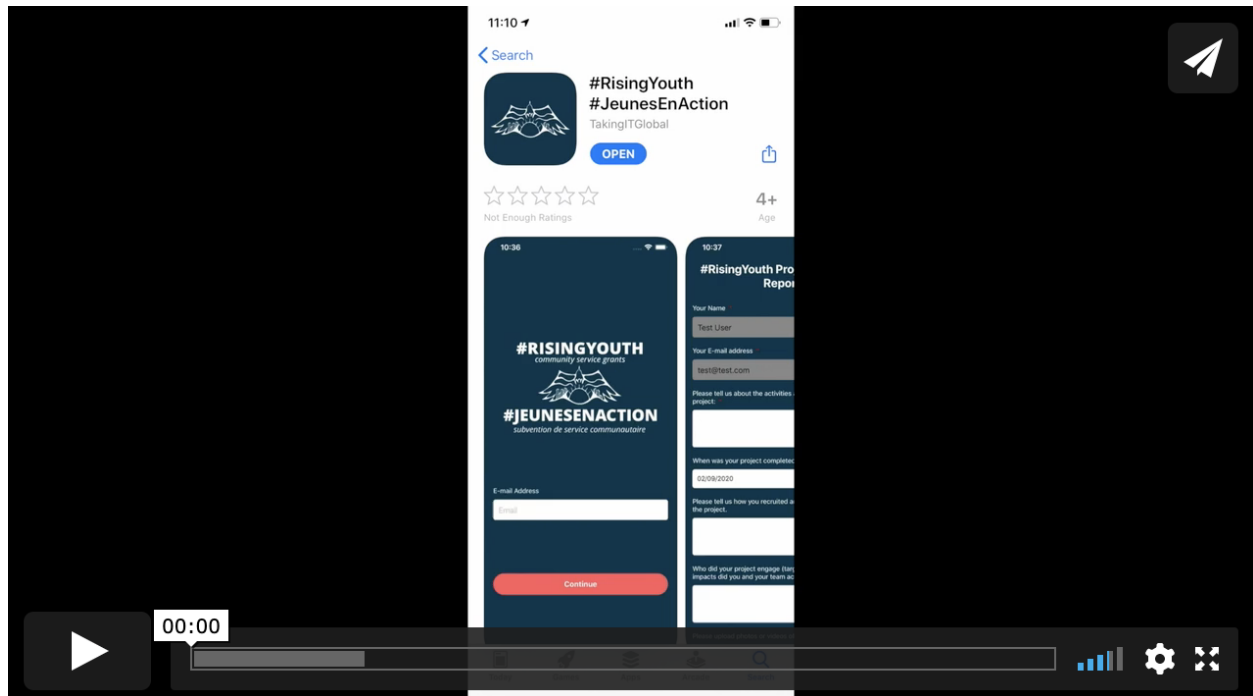 11:10
Search
#RisingYouth
#JeunesEnAction
TakingITGlobal
OPEN
Not Enough Ratings
4+
Age
10:36
#RISINGYOUTH
community service grants
#JEUNESENACTION
subvention de service communautaire
E-mail Address
Email
Continue
10:37
#RisingYouth Pro
Repor
Your Name
Test User
Your E-mail address
test@test.com
Please tell us about the activities
project:
When was your project completed
02/09/2020
Please tell us how you recruited a
the project.
Who did your project engage (targ
impacts did you and your team ac
00:00